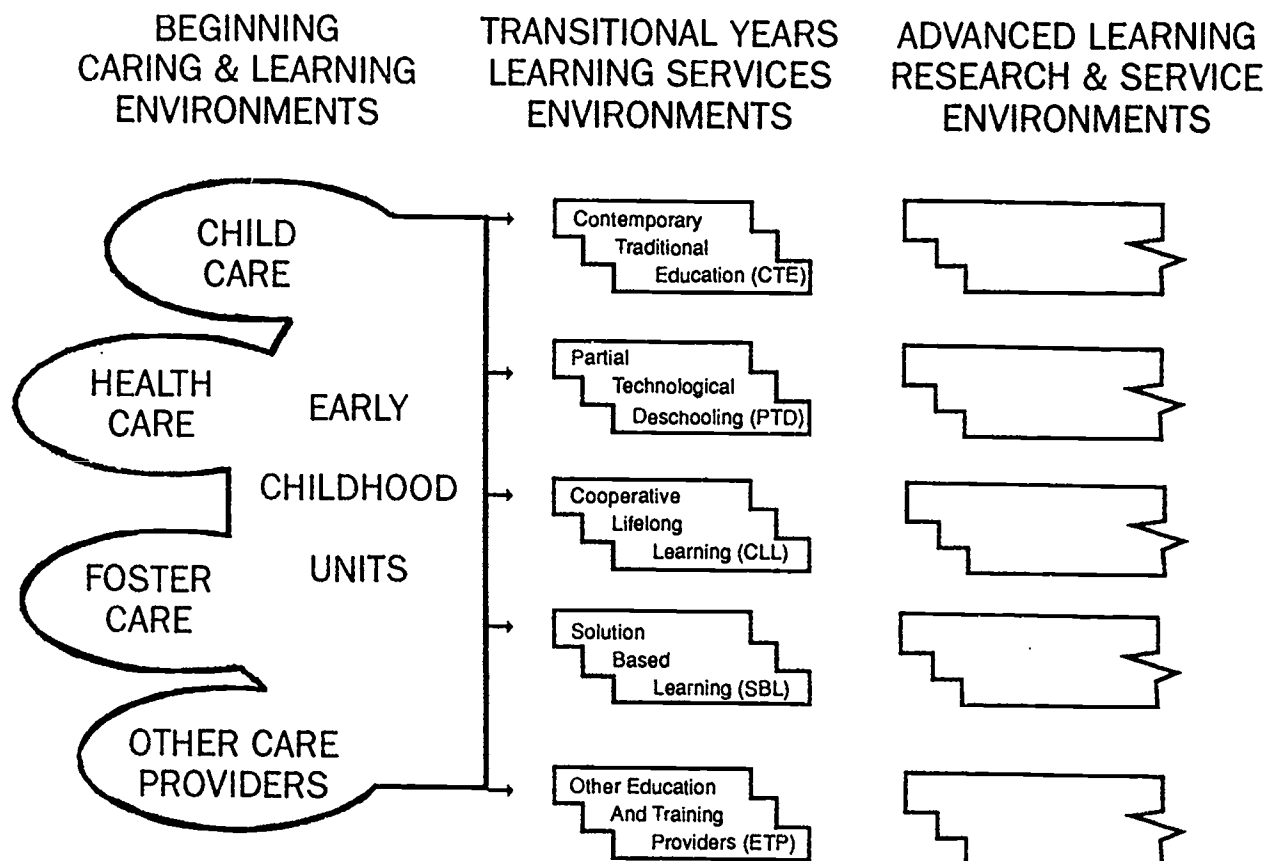 BEGINNING
CARING & LEARNING
ENVIRONMENTS
TRANSITIONAL YEARS
LEARNING SERVICES
ENVIRONMENTS
ADVANCED LEARNING
RESEARCH & SERVICE
ENVIRONMENTS
CHILD
CARE
HEALTH
CARE
FOSTER
CARE
OTHER CARE
PROVIDERS
EARLY
CHILDHOOD
UNITS
Contemporary
Traditional
Education (CTE)
Partial
Technological
Deschooling (PTD)
Cooperative
Lifelong
Learning (CLL)
Solution
Based
Learning (SBL)
Other Education
And Training
Providers (ETP)